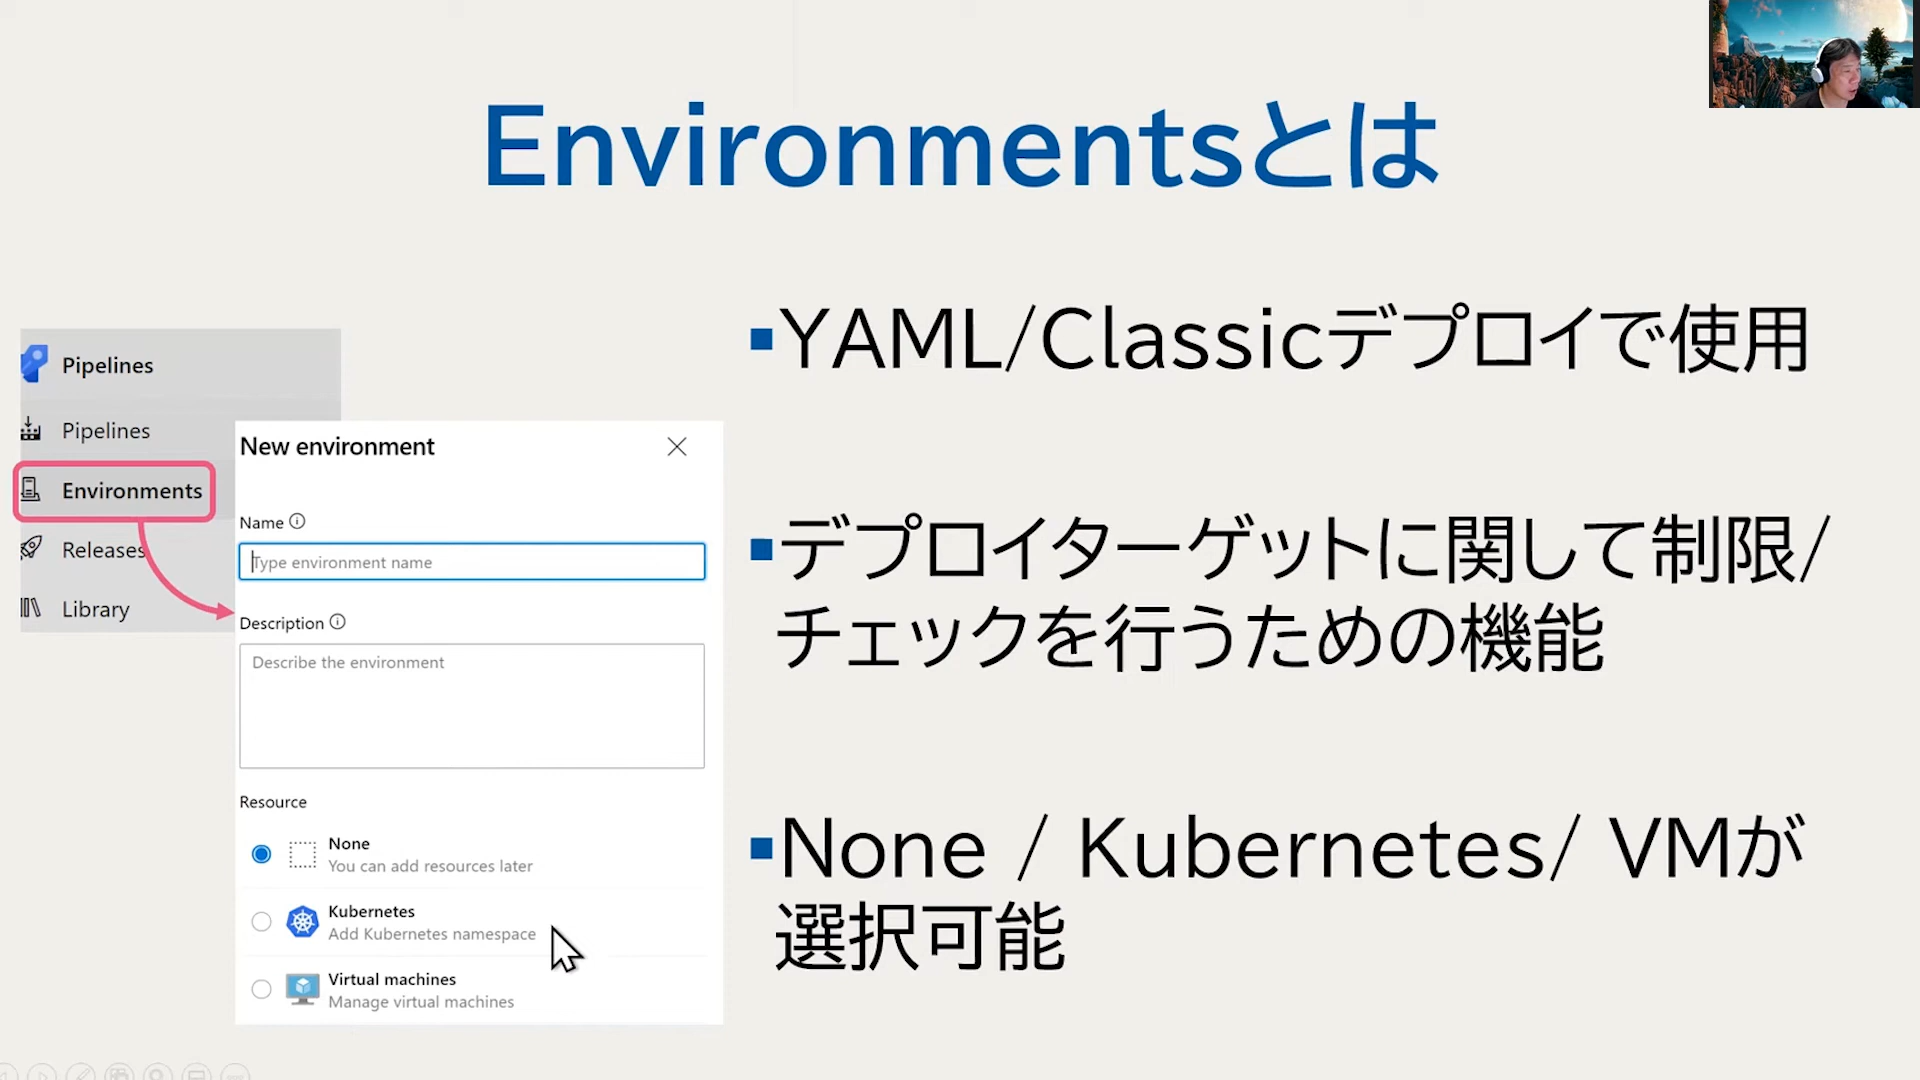 Environmentsとは
Pipelines
Pipelines
Environments
Releases
Library
New environment
Name
Type environment name
Description
Describe the environment
Resource
None
You can add resources later
Kubernetes
Add Kubernetes namespace
Virtual machines
Manage virtual machines
▪YAML/Classicデプロイで使用
▪デプロイターゲットに関して制限/
チェックを行うための機能
▪None / Kubernetes/ VMが
選択可能